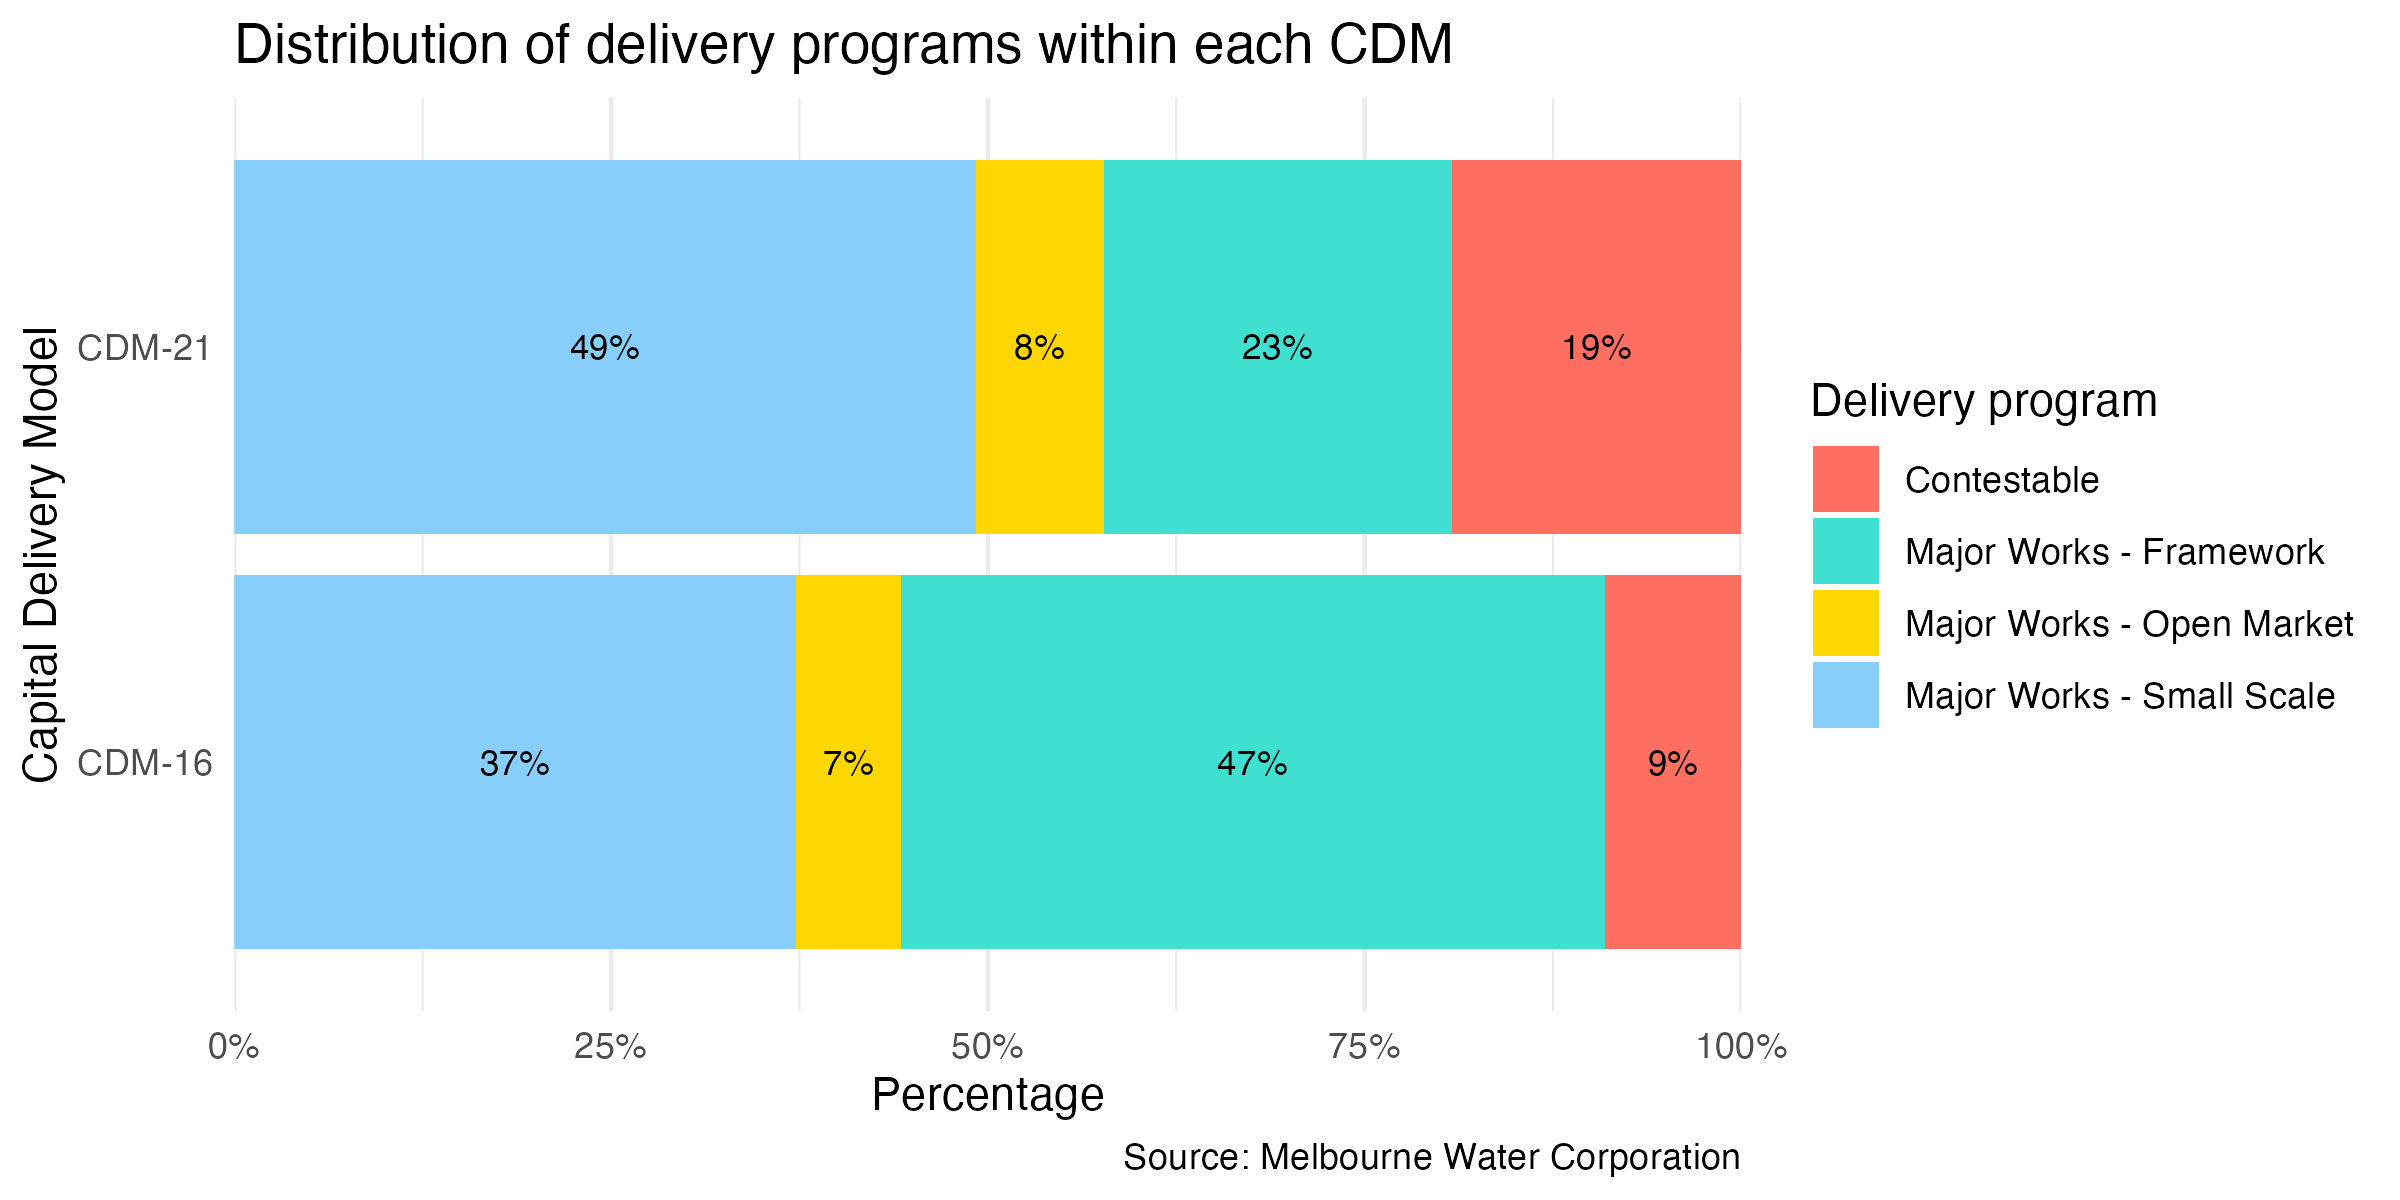 Distribution of delivery programs within each CDM
Capital Delivery Model
CDM-21
49%
8%
23%
19%
CDM-16
37%
7%
47%
9%
0%
25%
50%
75%
100%
Percentage
Delivery program
Contestable
Major Works - Framework
Major Works - Open Market
Major Works - Small Scale
Source: Melbourne Water Corporation